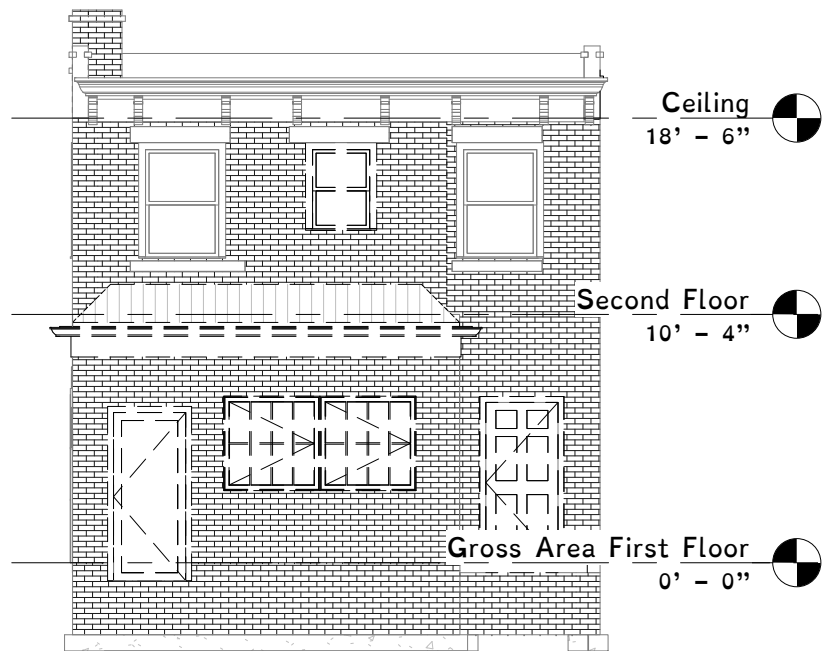 Ceiling
18' – 6"
Second Floor
10' – 4"
Gross Area First Floor
0' – 0"